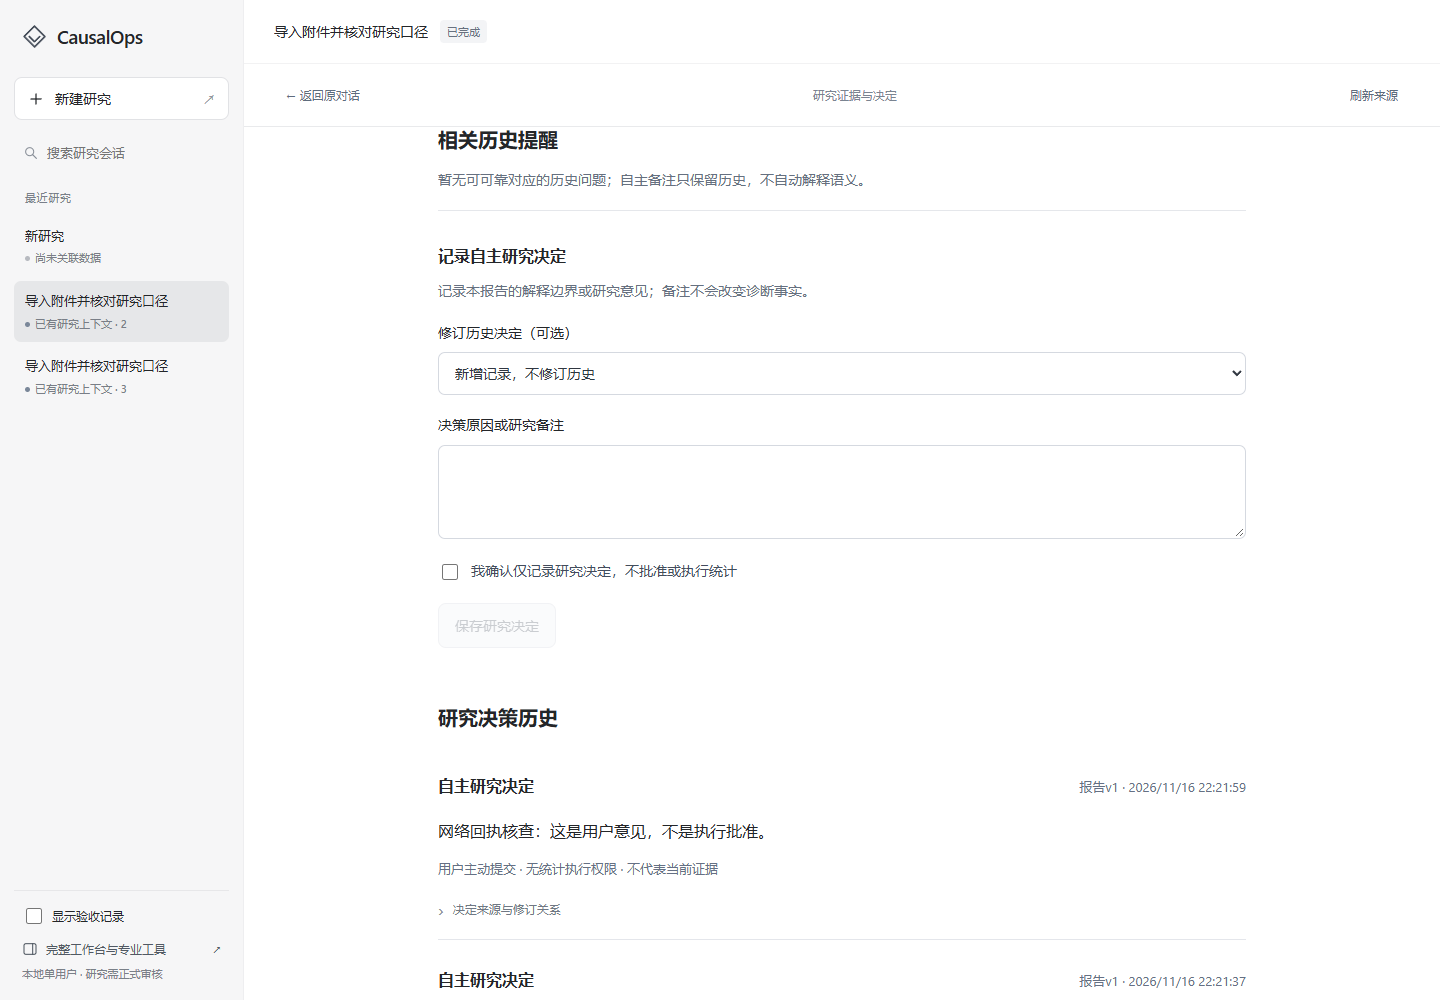 CausalOps
新建研究
搜索研究会话
最近研究
新研究
尚未关联数据
导入附件并核对研究口径
已有研究上下文 · 2
导入附件并核对研究口径
已有研究上下文 · 3
显示验收记录
完整工作台与专业工具
本地单用户 · 研究需正式审核
导入附件并核对研究口径 已完成
← 返回原对话 研究证据与决定 刷新来源
相关历史提醒
暂无可可靠对应的历史问题；自主备注只保留历史，不自动解释语义。
记录自主研究决定
记录本报告的解释边界或研究意见；备注不会改变诊断事实。
修订历史决定（可选）
新增记录，不修订历史
决策原因或研究备注
我确认仅记录研究决定，不批准或执行统计
保存研究决定
研究决策历史
自主研究决定 报告v1 · 2026/11/16 22:21:59
网络回执核查：这是用户意见，不是执行批准。
用户主动提交 · 无统计执行权限 · 不代表当前证据
决定来源与修订关系
自主研究决定 报告v1 · 2026/11/16 22:21:37